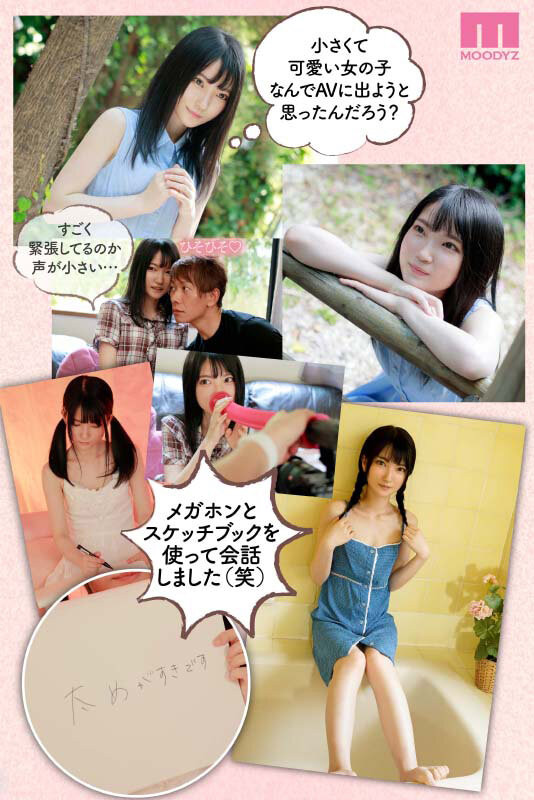 小さくて
可愛い女の子
なんでAVに出ようと
思ったんだろう?
M
MOODYZ
すごく
緊張してるのか
声が小さい…
ひそひそ♡
メガホンと
スケッチブックを
使って会話
しました(笑)
太めがすきです